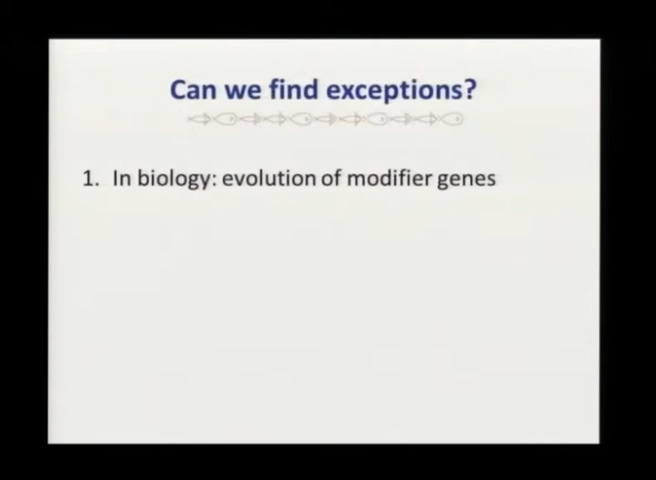 Can we find exceptions?
1. In biology: evolution of modifier genes